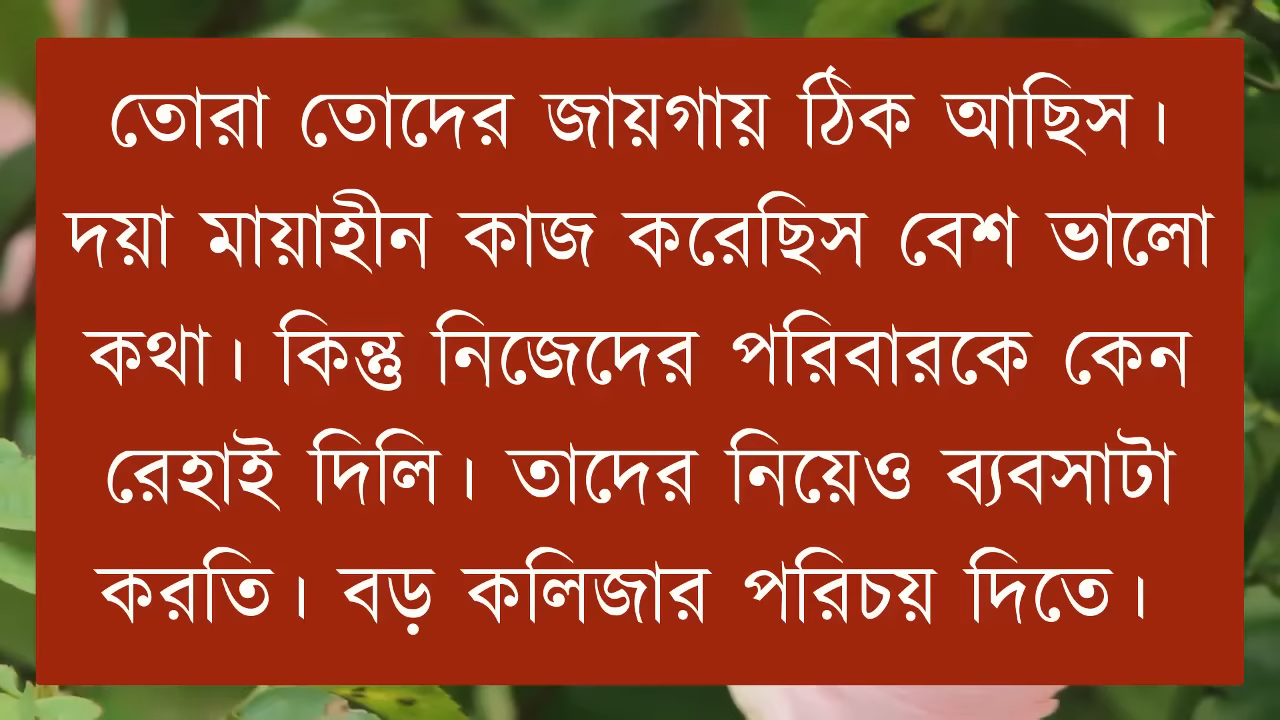 তোরা তোদের জায়গায় ঠিক আছিস।
দয়া মায়াহীন কাজ করেছিস বেশ ভালো
কথা। কিন্তু নিজেদের পরিবারকে কেন
রেহাই দিলি। তাদের নিয়েও ব্যবসাটা
করতি। বড় কলিজার পরিচয় দিতে।